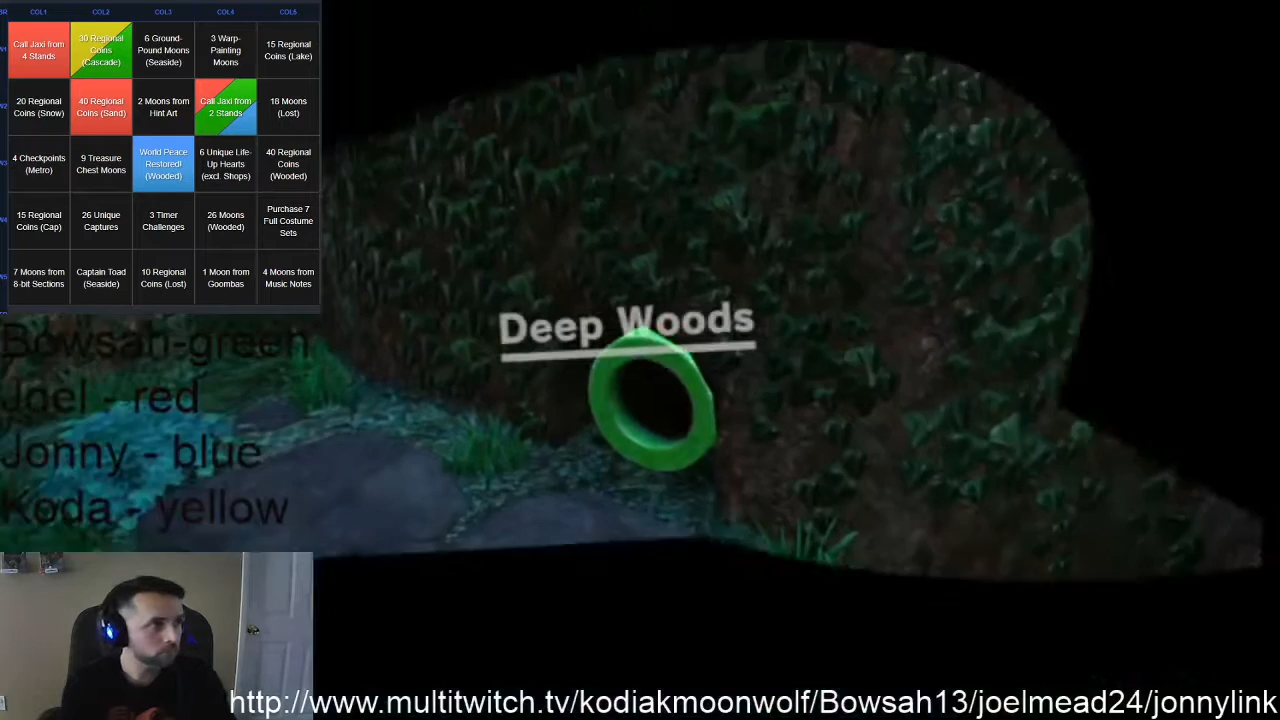 COL1 COL2 COL3 COL4 COL5
Call Jaxi from
4 Stands
30 Regional
Coins
(Cascade)
6 Ground-
Pound Moons
(Seaside)
3 Warp-
Painting
Moons
15 Regional
Coins (Lake)
20 Regional
Coins (Snow)
40 Regional
Coins (Sand)
2 Moons from
Hint Art
Call Jaxi from
2 Stands
18 Moons
(Lost)
4 Checkpoints
(Metro)
9 Treasure
Chest Moons
World Peace
Restored!
(Wooded)
6 Unique Life-
Up Hearts
(excl. Shops)
40 Regional
Coins
(Wooded)
15 Regional
Coins (Cap)
26 Unique
Captures
3 Timer
Challenges
26 Moons
(Wooded)
Purchase 7
Full Costume
Sets
7 Moons from
8-bit Sections
Captain Toad
(Seaside)
10 Regional
Coins (Lost)
1 Moon from
Goombas
4 Moons from
Music Notes
Deep Woods
Bowsah-green
Joel - red
Jonny - blue
Koda - yellow
http://www.multitwitch.tv/kodiakmoonwolf/Bowsah13/joelmead24/jonnylink